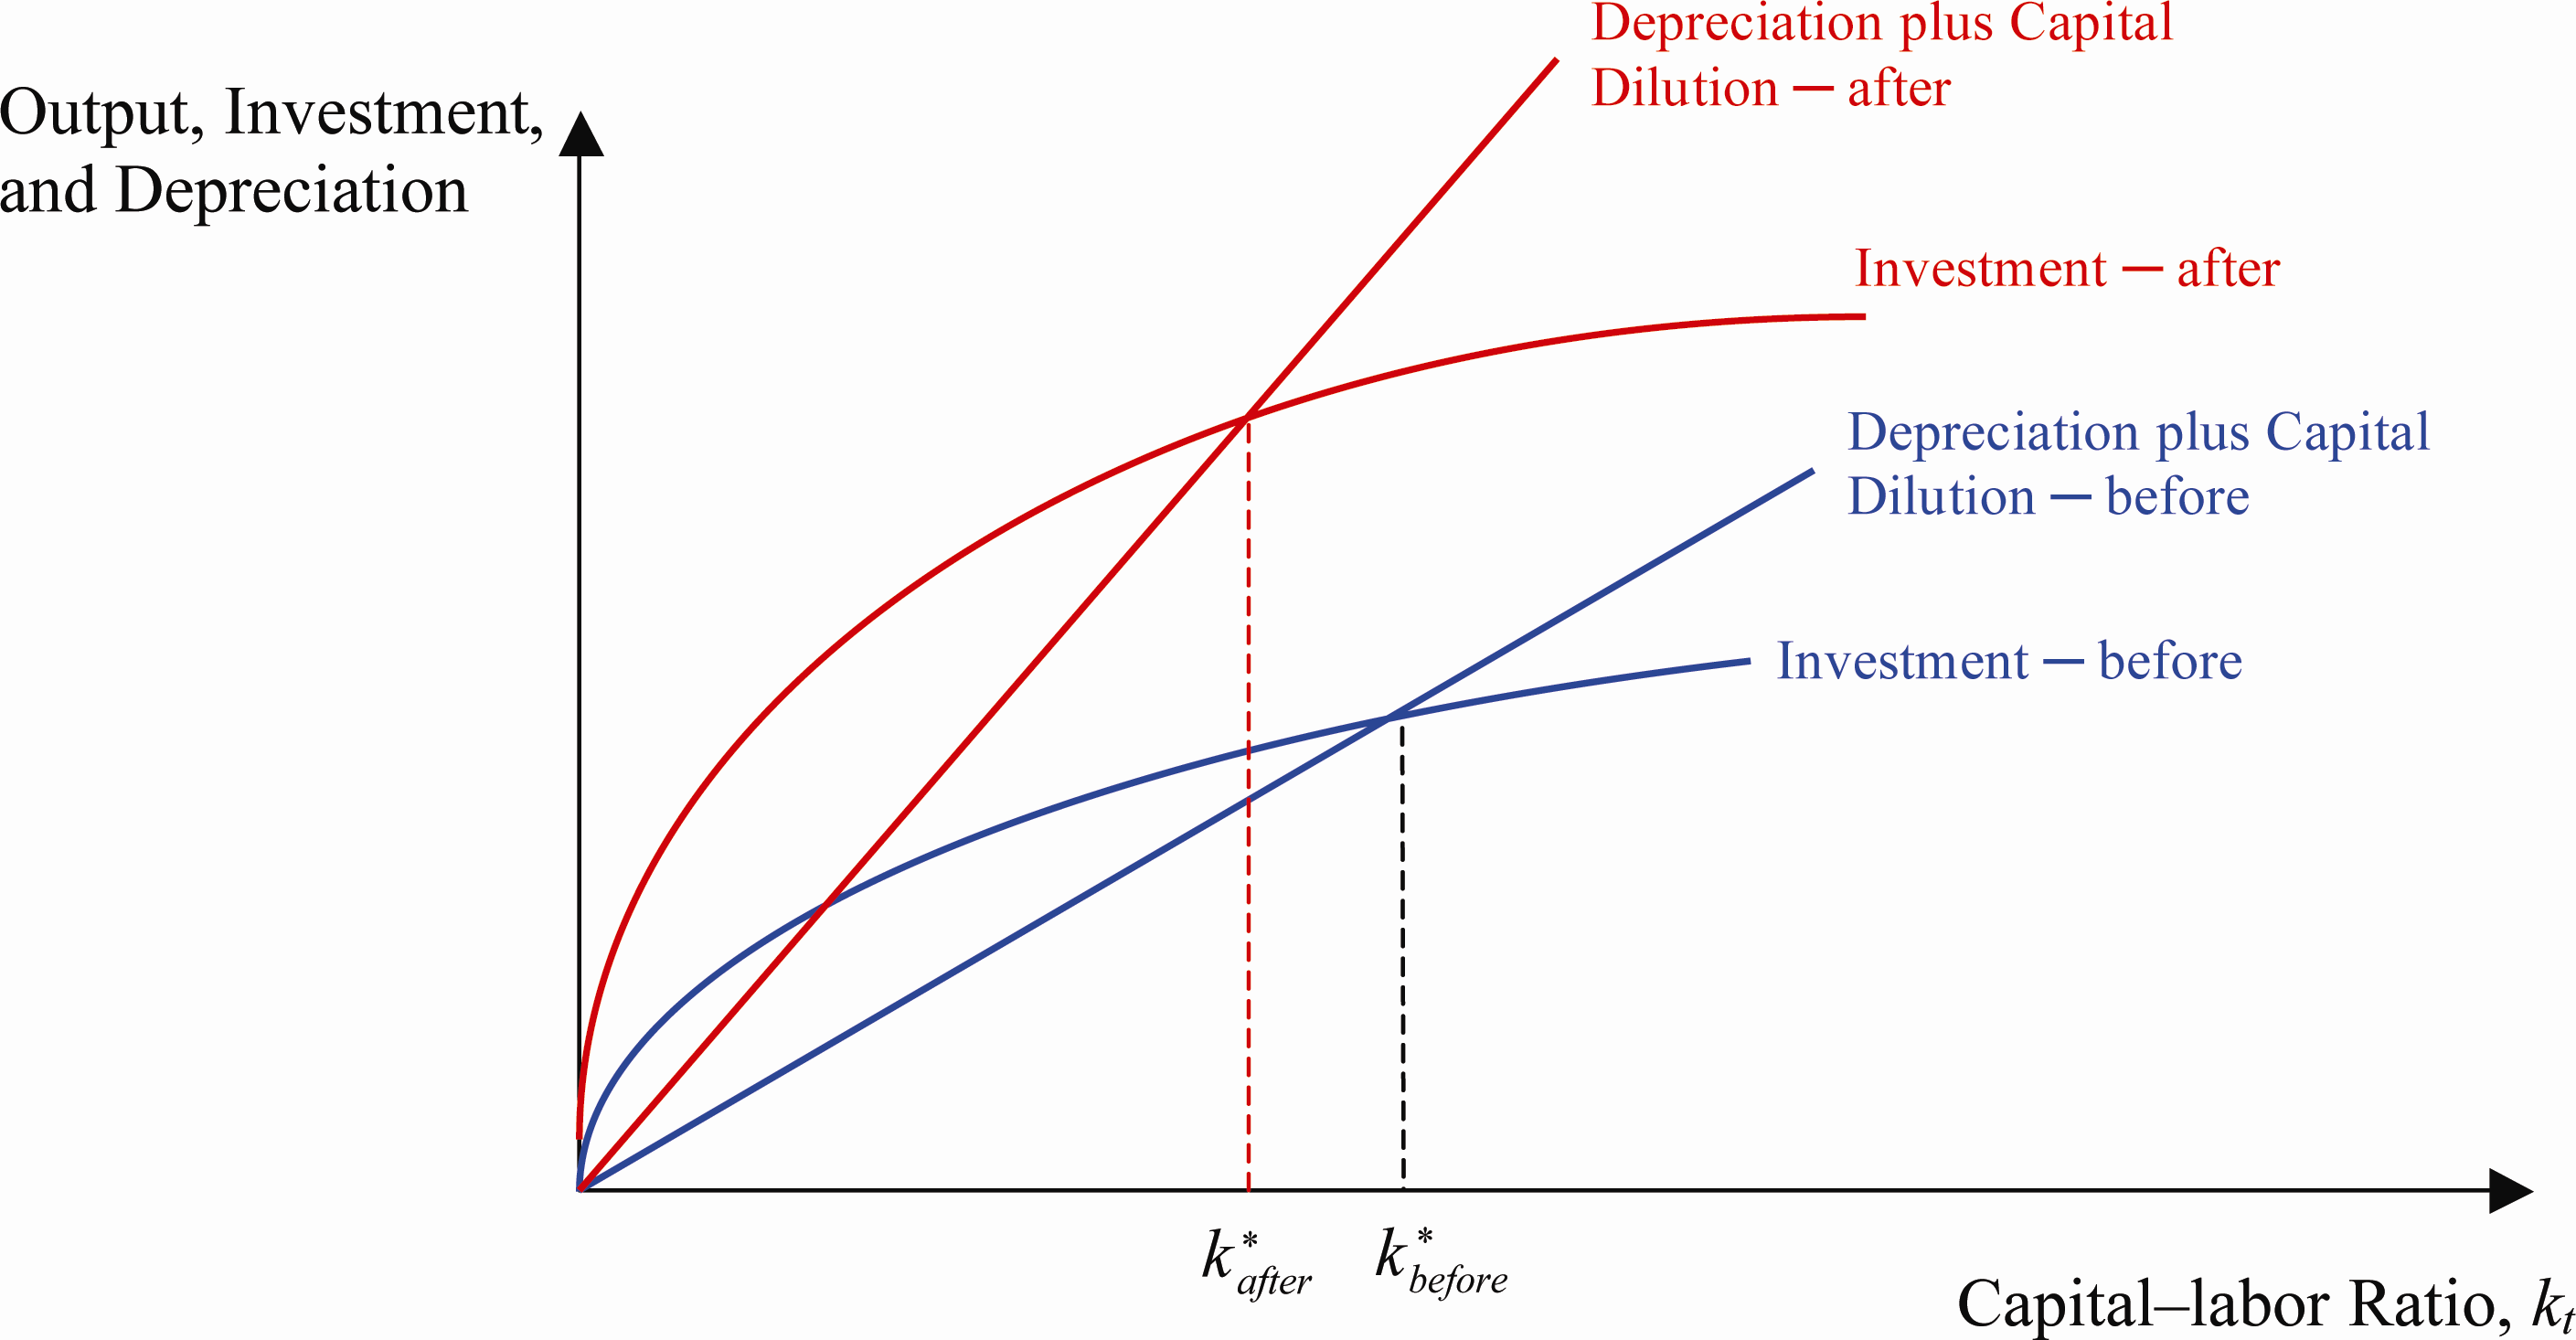 Depreciation plus Capital
Dilution — after
Output, Investment,
and Depreciation
Investment — after
Depreciation plus Capital
Dilution — before
Investment — before
k*after
k*before
Capital–labor Ratio, kt